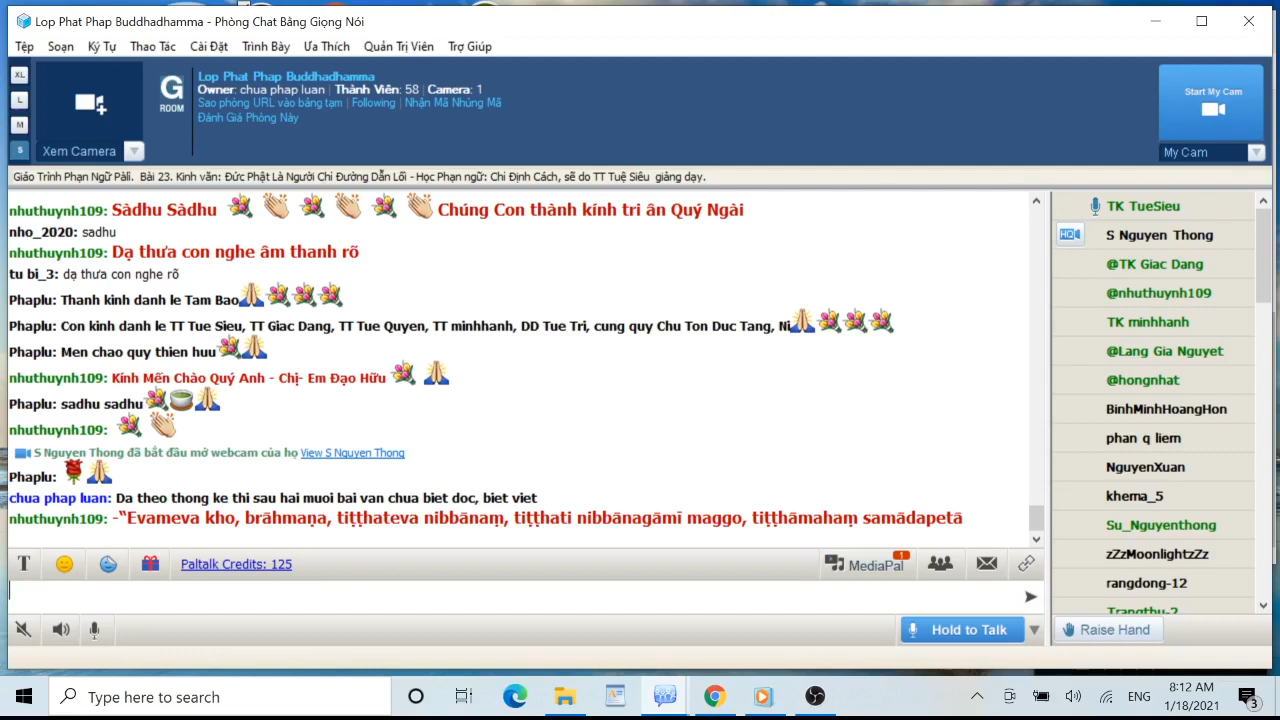 Lop Phat Phap Buddhadhamma - Phòng Chat Bằng Giọng Nói
Tệp Soạn Ký Tự Thao Tác Cài Đặt Trình Bày Ưa Thích Quản Trị Viên Trợ Giúp
XL
L
M
S
Xem Camera
G
ROOM
Lop Phat Phap Buddhadhamma
Owner: chua phap luan | Thành Viên: 58 | Camera: 1
Sao phỏng URL vào bảng tạm | Following | Nhận Mã Nhúng Mã
Đánh Giá Phòng Này
Start My Cam
My Cam
Giáo Trình Phạn Ngữ Pàli. Bài 23. Kinh văn: Đức Phật Là Người Chỉ Đường Dẫn Lối - Học Phạn ngữ: Chỉ Định Cách, sẽ do TT Tuệ Siêu giảng dạy.
nhuthuynh109: Sàdhu Sàdhu Chúng Con thành kính tri ân Quý Ngài
nho_2020: sadhu
nhuthuynh109: Dạ thưa con nghe âm thanh rõ
tu bi_3: dạ thưa con nghe rõ
Phaplu: Thanh kinh danh le Tam Bao
Phaplu: Con kinh danh le TT Tue Sieu, TT Giac Dang, TT Tue Quyen, TT minhhanh, DD Tue Tri, cung quy Chu Ton Duc Tang, Ni
Phaplu: Men chao quy thien huu
nhuthuynh109: Kính Mến Chào Quý Anh - Chị- Em Đạo Hữu
Phaplu: sadhu sadhu
nhuthuynh109:
S Nguyen Thong đã bắt đầu mở webcam của họ View S Nguyen Thong
Phaplu:
chua phap luan: Da theo thong ke thi sau hai muoi bai van chua biet doc, biet viet
nhuthuynh109: -“Evameva kho, brāhmaṇa, tiṭṭhateva nibbānaṃ, tiṭṭhati nibbānagāmī maggo, tiṭṭhāmahaṃ samādapetā
TK TueSieu
HQ
S Nguyen Thong
@TK Giac Dang
@nhuthuynh109
TK minhhanh
@Lang Gia Nguyet
@hongnhat
BinhMinhHoangHon
phan q liem
NguyenXuan
khema_5
Su_Nguyenthong
zZzMoonlightzZz
rangdong-12
Trangthu-2
T Paltalk Credits: 125 MediaPal 1
Hold to Talk
Raise Hand
Type here to search
ENG
8:12 AM
1/18/2021
3